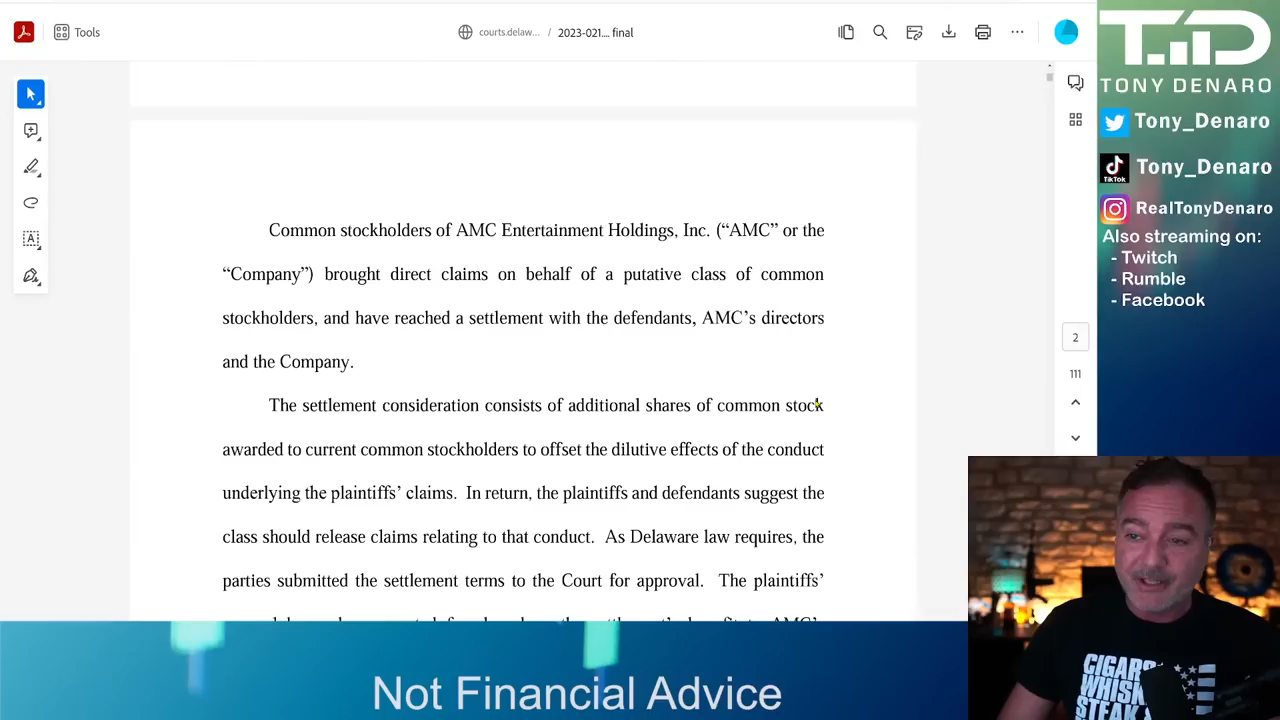 Tools
courts.delaw... / 2023-021.... final
TONY DENARO
Tony_Denaro
TikTok
Tony_Denaro
RealTonyDenaro
Also streaming on:
- Twitch
- Rumble
- Facebook
Common stockholders of AMC Entertainment Holdings, Inc. (“AMC” or the
“Company”) brought direct claims on behalf of a putative class of common
stockholders, and have reached a settlement with the defendants, AMC’s directors
and the Company.
The settlement consideration consists of additional shares of common stock
awarded to current common stockholders to offset the dilutive effects of the conduct
underlying the plaintiffs’ claims. In return, the plaintiffs and defendants suggest the
class should release claims relating to that conduct. As Delaware law requires, the
parties submitted the settlement terms to the Court for approval. The plaintiffs’
2
111
CIGARS
WHISK
STEAK
Not Financial Advice